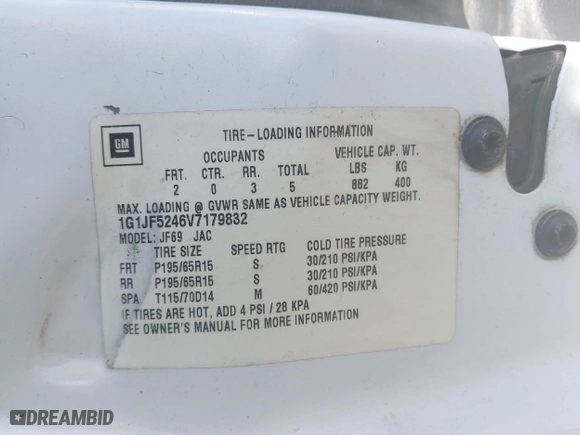 GM
TIRE-LOADING INFORMATION
OCCUPANTS VEHICLE CAP. WT.
FRT. CTR. RR. TOTAL LBS KG
2 0 3 5 882 400
MAX. LOADING @ GVWR SAME AS VEHICLE CAPACITY WEIGHT.
1G1JF5246V7179832
MODEL: JF69 JAC
TIRE SIZE SPEED RTG COLD TIRE PRESSURE
FRT P195/65R15 S 30/210 PSI/KPA
RR P195/65R15 S 30/210 PSI/KPA
SPA T115/70D14 M 60/420 PSI/KPA
IF TIRES ARE HOT, ADD 4 PSI / 28 KPA
SEE OWNER'S MANUAL FOR MORE INFORMATION
DREAMBID